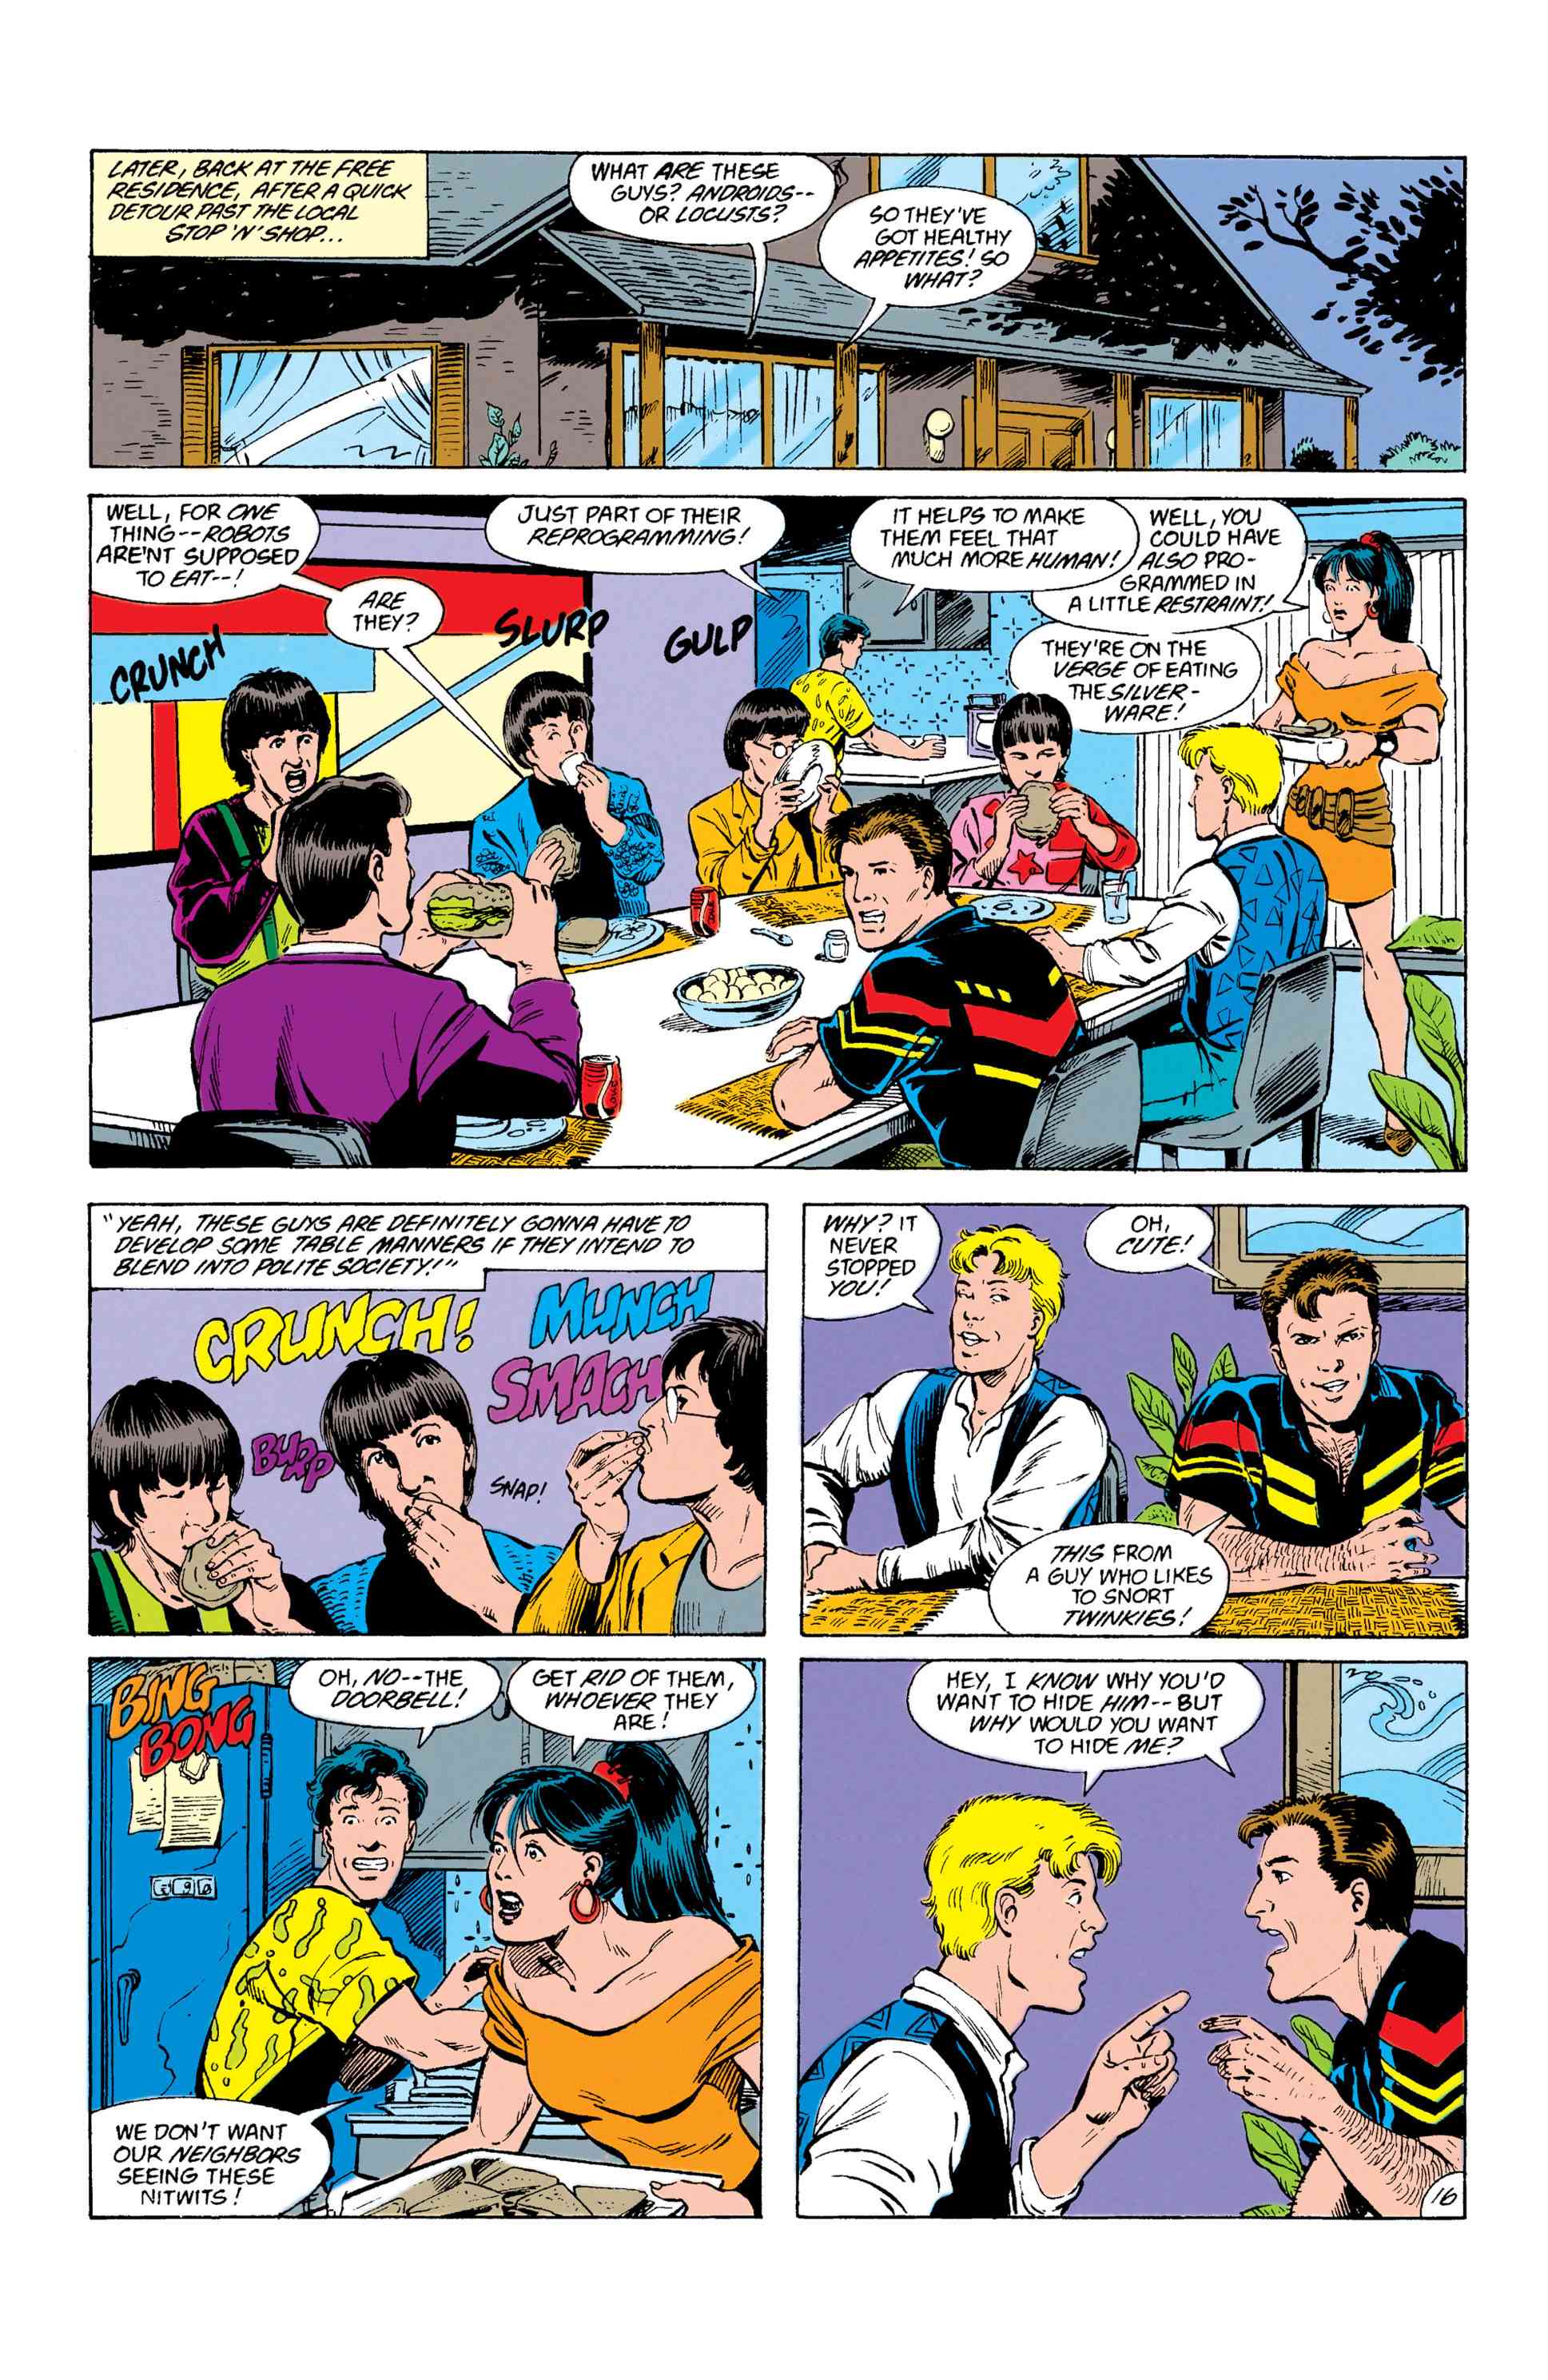 LATER, BACK AT THE FREE
RESIDENCE, AFTER A QUICK
DETOUR PAST THE LOCAL
STOP 'N' SHOP...
WHAT ARE THESE
GUYS? ANDROIDS--
OR LOCUSTS?
SO THEY'VE
GOT HEALTHY
APPETITES! SO
WHAT?
WELL, FOR ONE
THING--ROBOTS
ARE'NT SUPPOSED
TO EAT--!
ARE
THEY?
JUST PART OF THEIR
REPROGRAMMING!
IT HELPS TO MAKE
THEM FEEL THAT
MUCH MORE HUMAN!
WELL, YOU
COULD HAVE
ALSO PRO-
GRAMMED IN
A LITTLE RESTRAINT!
THEY'RE ON THE
VERGE OF EATING
THE SILVER-
WARE!
CRUNCH
SLURP
GULP
"YEAH, THESE GUYS ARE DEFINITELY GONNA HAVE TO
DEVELOP SOME TABLE MANNERS IF THEY INTEND TO
BLEND INTO POLITE SOCIETY!"
CRUNCH!
MUNCH
SMACH
BURP
SNAP!
WHY? IT
NEVER
STOPPED
YOU!
OH,
CUTE!
THIS FROM
A GUY WHO LIKES
TO SNORT
TWINKIES!
BING
BONG
OH, NO--THE
DOORBELL!
GET RID OF THEM,
WHOEVER THEY
ARE!
WE DON'T WANT
OUR NEIGHBORS
SEEING THESE
NITWITS!
HEY, I KNOW WHY YOU'D
WANT TO HIDE HIM--BUT
WHY WOULD YOU WANT
TO HIDE ME?
16